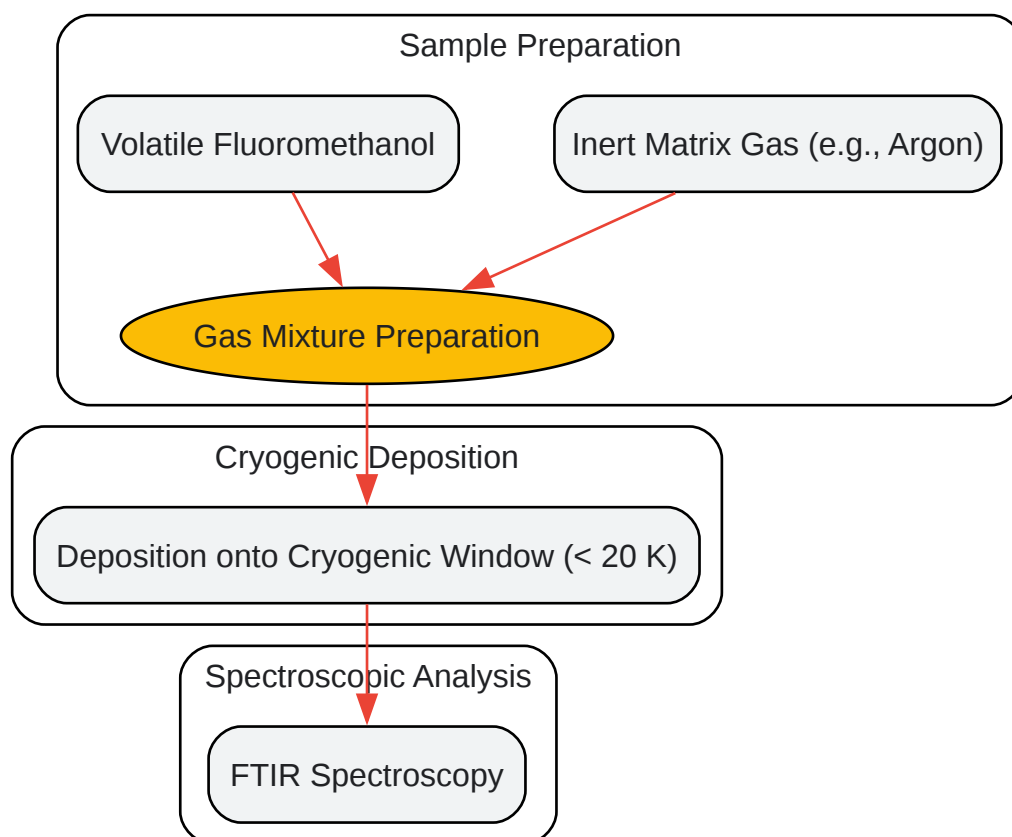 Sample Preparation
Volatile Fluoromethanol
Inert Matrix Gas (e.g., Argon)
Gas Mixture Preparation
Cryogenic Deposition
Deposition onto Cryogenic Window (< 20 K)
Spectroscopic Analysis
FTIR Spectroscopy